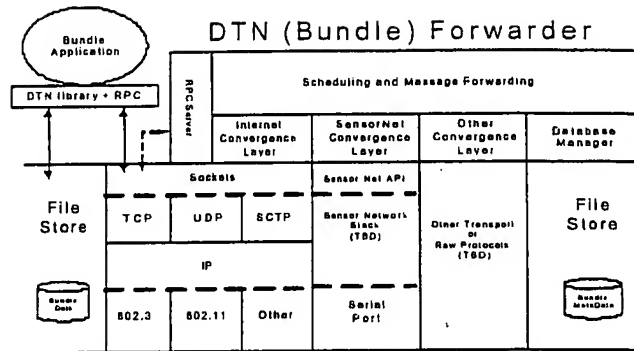 DTN (Bundle) Forwarder
Bundle
Application
DTN library + RPC
RPC Server
Scheduling and Message Forwarding
Internet
Convergence
Layer
SensorNet
Convergence
Layer
Other
Convergence
Layer
Database
Manager
Sockets
Sensor Net API
File
Store
TCP
UDP
SCTP
Sensor Network
Stack
(TBD)
Other Transport
or
Raw Protocols
(TBD)
File
Store
IP
Bundle
Data
802.3
802.11
Other
Serial
Port
Bundle
MetaData